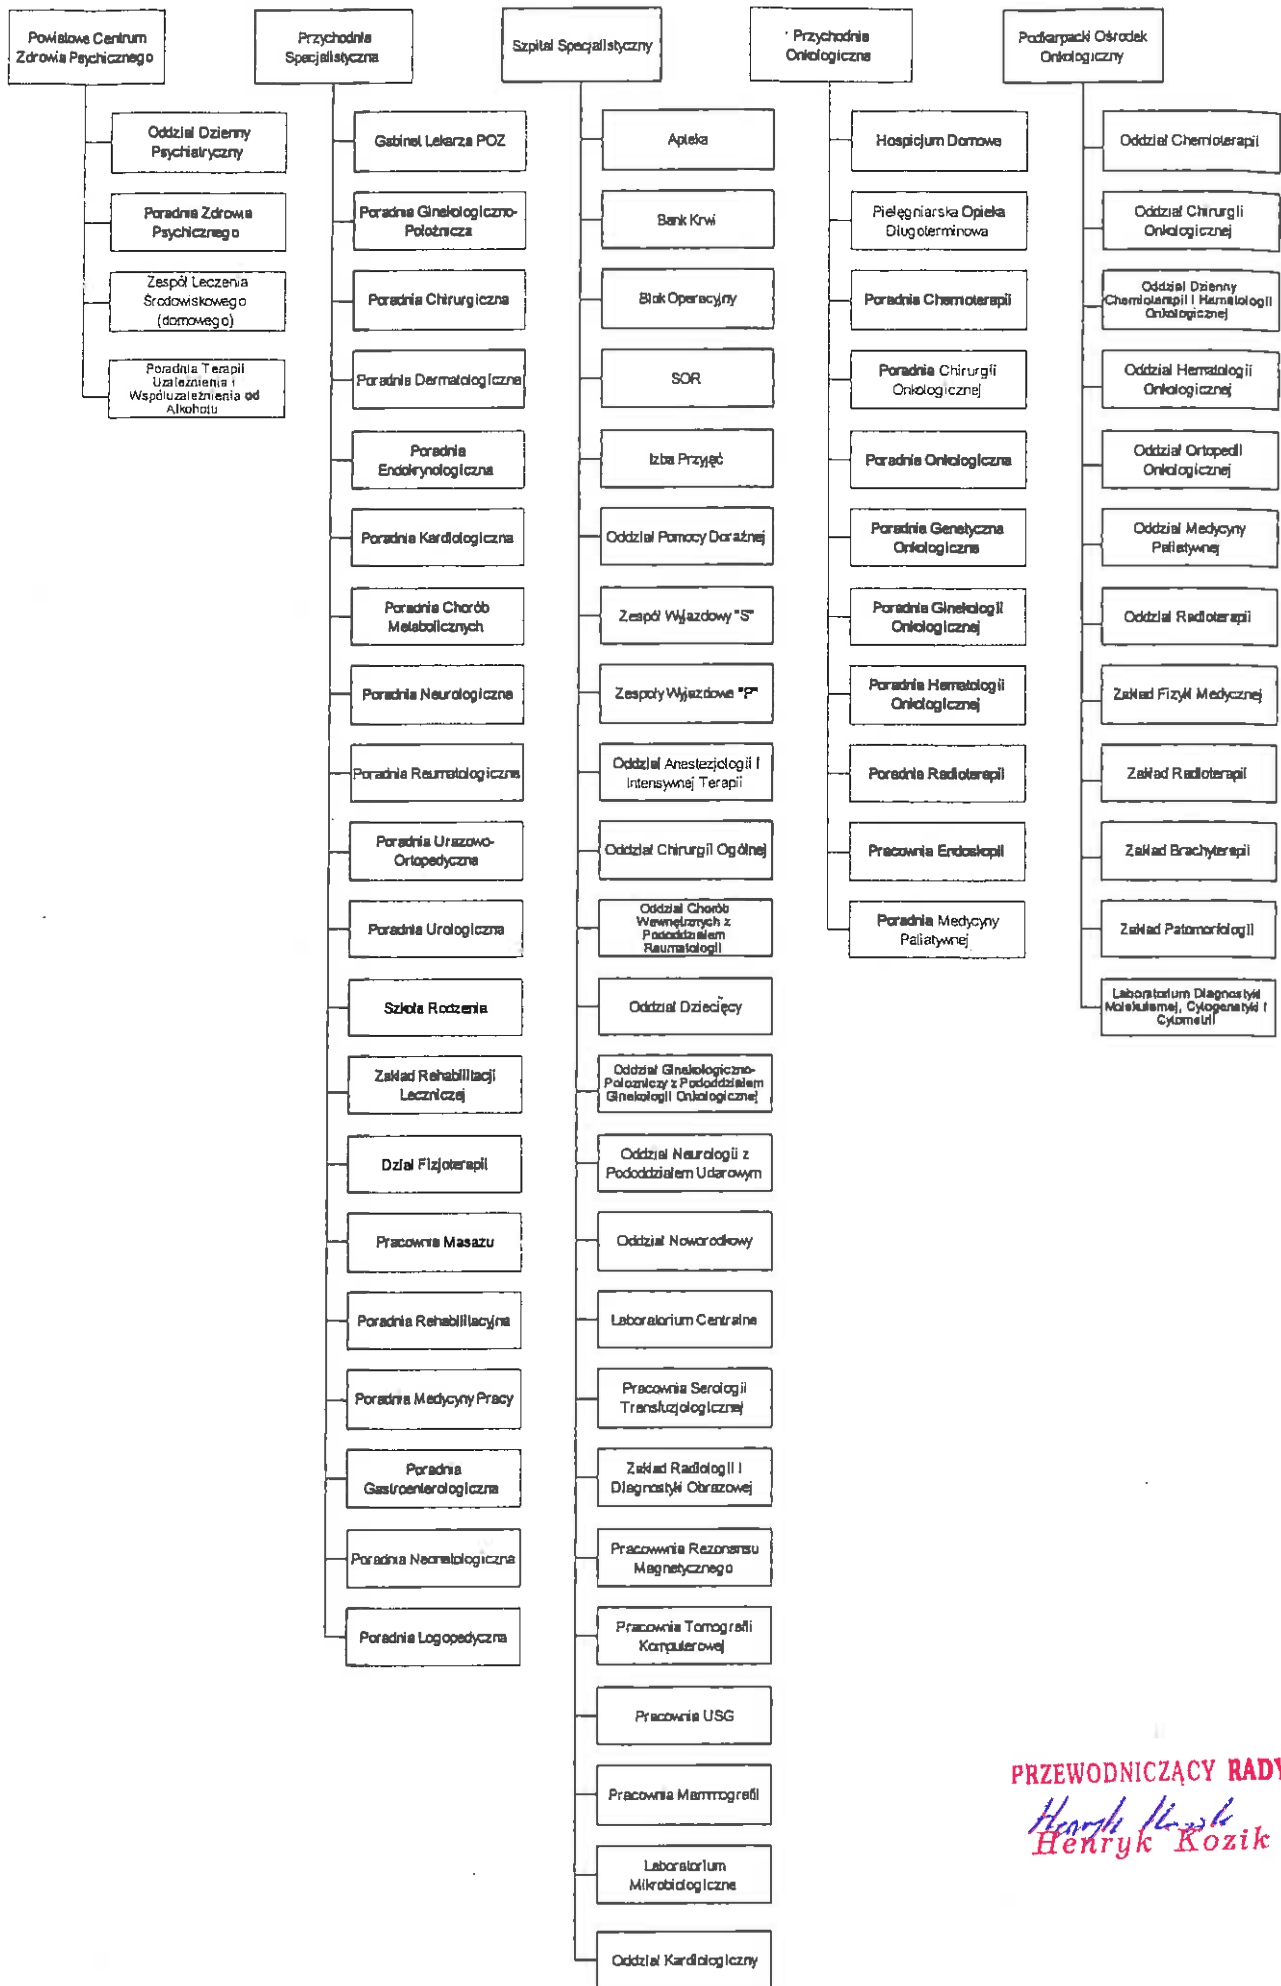 Powiatowe Centrum
Zdrowia Psychicznego
Oddział Dzienny
Psychiatryczny
Poradnia Zdrowia
Psychicznego
Zespół Leczenia
Środowiskowego
(domowego)
Poradnia Terapii
Uzależnienia i
Współuzależnienia od
Alkoholu
Przychodnia
Specjalistyczna
Gabinet Lekarza POZ
Poradnia Ginekologiczno-
Położnicza
Poradnia Chirurgiczna
Poradnia Dermatologiczna
Poradnia
Endokrynologiczna
Poradnia Kardiologiczna
Poradnia Chorób
Metabolicznych
Poradnia Neurologiczna
Poradnia Reumatologiczna
Poradnia Urazowo-
Ortopedyczna
Poradnia Urologiczna
Szkoła Rodzenia
Zakład Rehabilitacji
Leczniczej
Dział Fizjoterapii
Pracownia Masażu
Poradnia Rehabilitacyjna
Poradnia Medycyny Pracy
Poradnia
Gastroenterologiczna
Poradnia Neonatologiczna
Poradnia Logopedyczna
Szpital Specjalistyczny
Apteka
Bank Krwi
Blok Operacyjny
SOR
Izba Przyjęć
Oddział Pomocy Doraźnej
Zespół Wyjazdowy "S"
Zespoły Wyjazdowe "P"
Oddział Anestezjologii i
Intensywnej Terapii
Oddział Chirurgii Ogólnej
Oddział Chorób
Wewnętrznych z
Pododdziałem
Reumatologii
Oddział Dziecięcy
Oddział Ginekologiczno-
Położniczy z Pododdziałem
Ginekologii Onkologicznej
Oddział Neurologii z
Pododdziałem Udarowym
Oddział Noworodkowy
Laboratorium Centralne
Pracownia Serologii
Transfuzjologicznej
Zakład Radiologii i
Diagnostyki Obrazowej
Pracowwnia Rezonansu
Magnetycznego
Pracownia Tomografii
Komputerowej
Pracownia USG
Pracownia Mammografii
Laboratorium
Mikrobiologiczne
Oddział Kardiologiczny
Przychodnia
Onkologiczna
Hospicjum Domowe
Pielęgniarska Opieka
Długoterminowa
Poradnia Chemioterapii
Poradnia Chirurgii
Onkologicznej
Poradnia Onkologiczna
Poradnia Genetyczna
Onkologiczna
Poradnia Ginekologii
Onkologicznej
Poradnia Hematologii
Onkologicznej
Poradnia Radioterapii
Pracownia Endoskopii
Poradnia Medycyny
Paliatywnej
Podkarpacki Ośrodek
Onkologiczny
Oddział Chemioterapii
Oddział Chirurgii
Onkologicznej
Oddział Dzienny
Chemioterapii i Hematologii
Onkologicznej
Oddział Hematologii
Onkologicznej
Oddział Ortopedii
Onkologicznej
Oddział Medycyny
Paliatywnej
Oddział Radioterapii
Zakład Fizyki Medycznej
Zakład Radioterapii
Zakład Brachyterapii
Zakład Patomorfologii
Laboratorium Diagnostyki
Molekularnej, Cytogenetyki i
Cytometrii
PRZEWODNICZĄCY RADY
Henryk Kozik